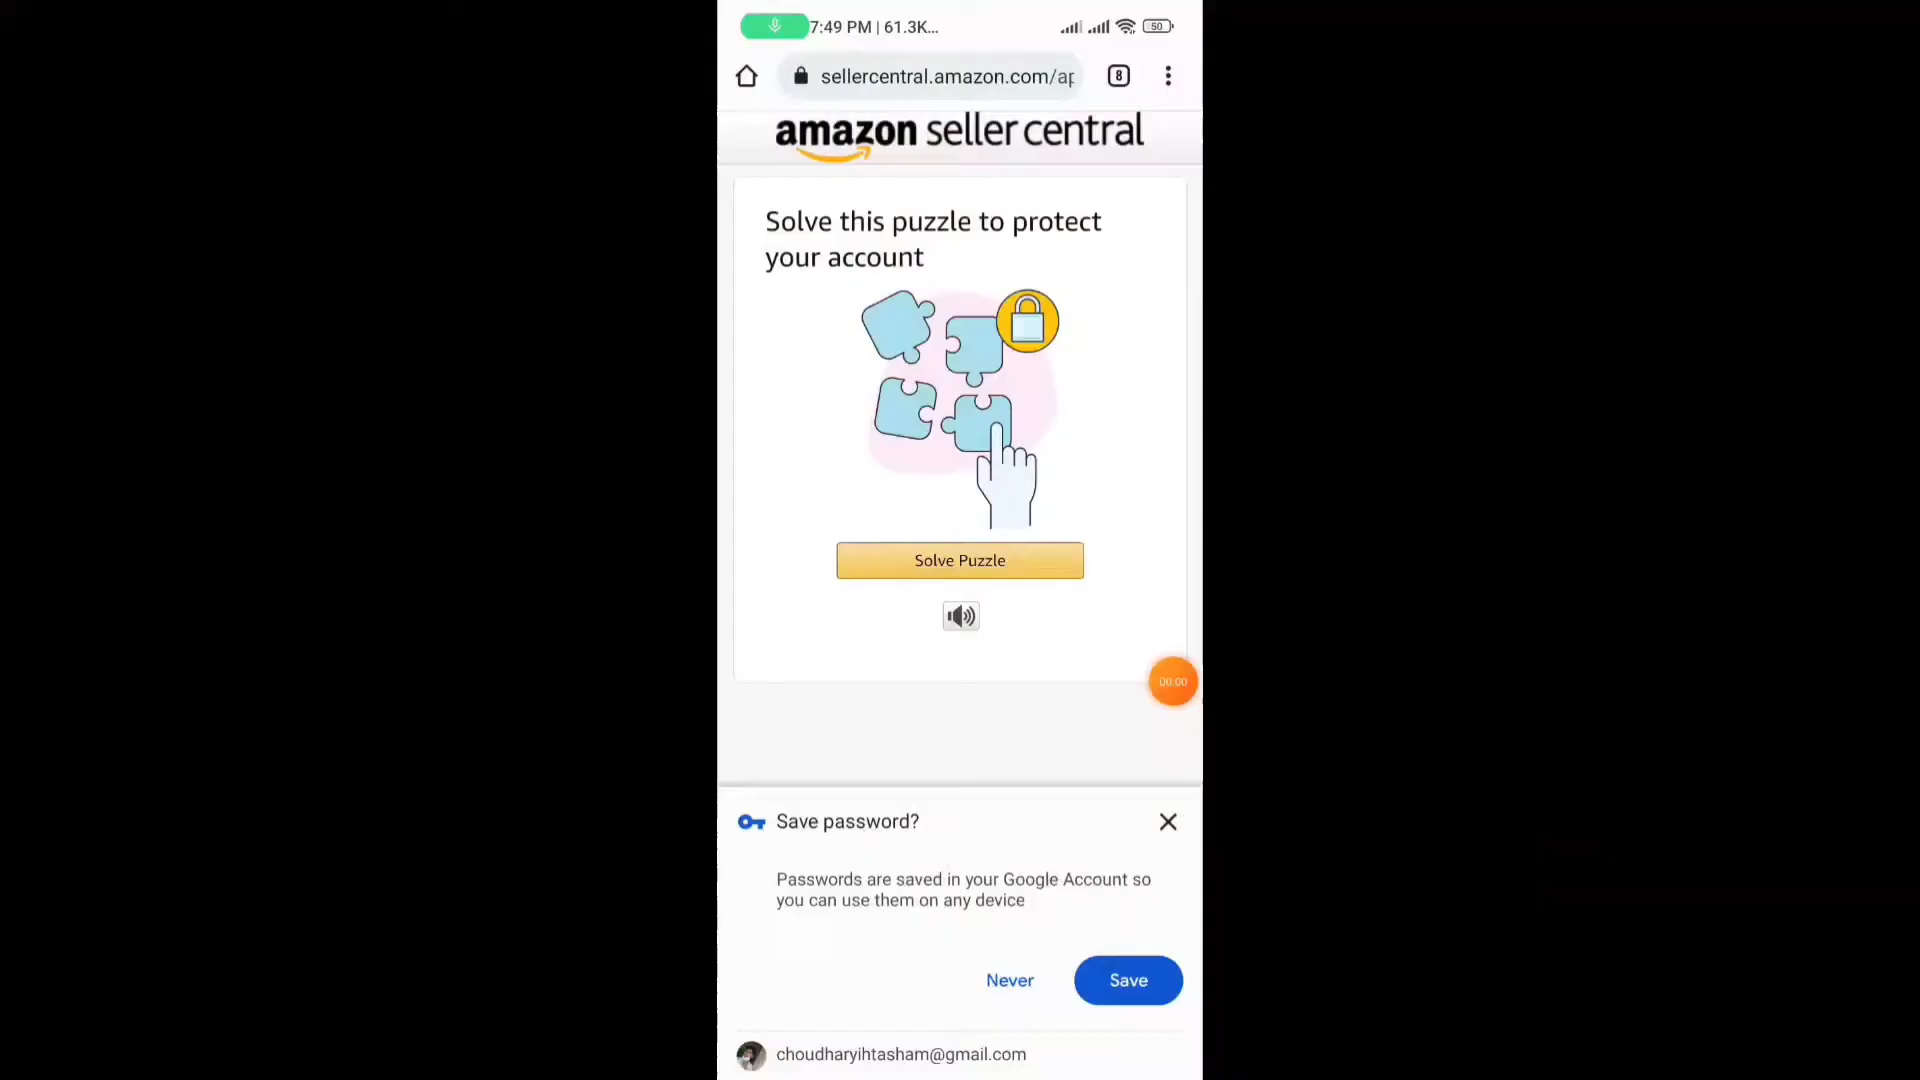 7:49 PM | 61.3K...
50
sellercentral.amazon.com/ap
8
amazon seller central
Solve this puzzle to protect
your account
Solve Puzzle
00:00
Save password?
Passwords are saved in your Google Account so
you can use them on any device
Never
Save
choudharyihtasham@gmail.com